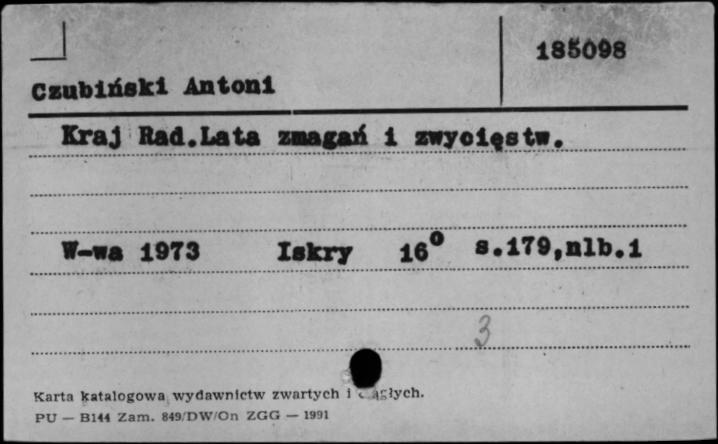 185098
Czubiński Antoni
Kraj Rad.Lata zmagań i zwycięstw.
W-wa 1973 Iskry 16° s.179,nlb.1
3
Karta katalogowa wydawnictw zwartych i ciągłych.
PU — B144 Zam. 849/DW/On ZGG — 1991